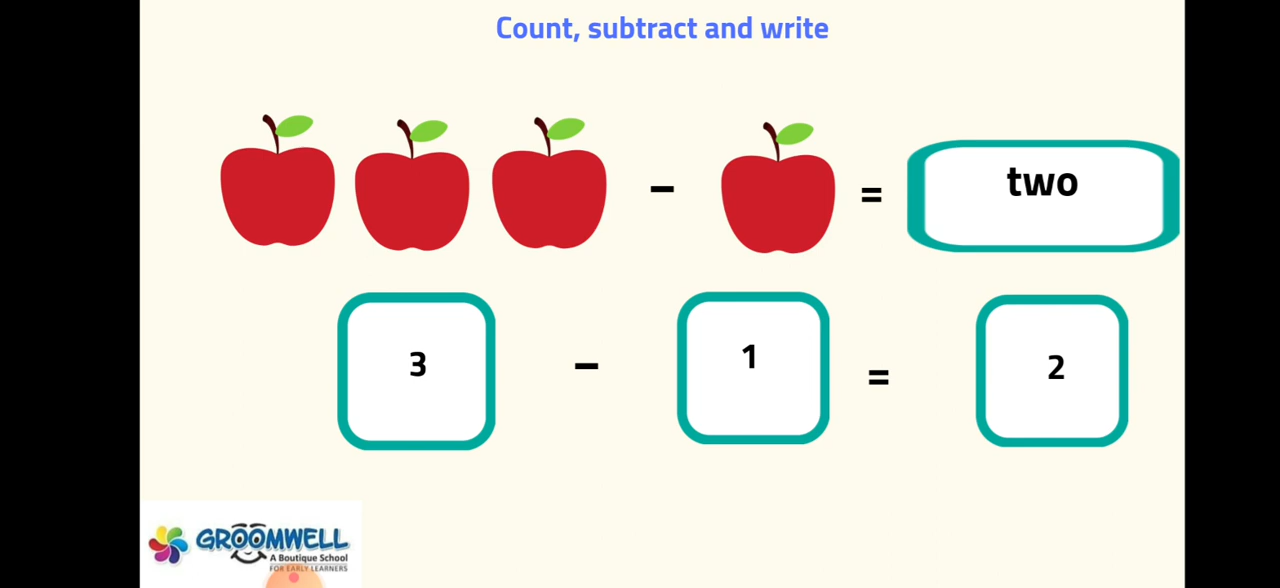 Count, subtract and write
- = two
3 - 1 = 2
GROOMWELL
A Boutique School
FOR EARLY LEARNERS